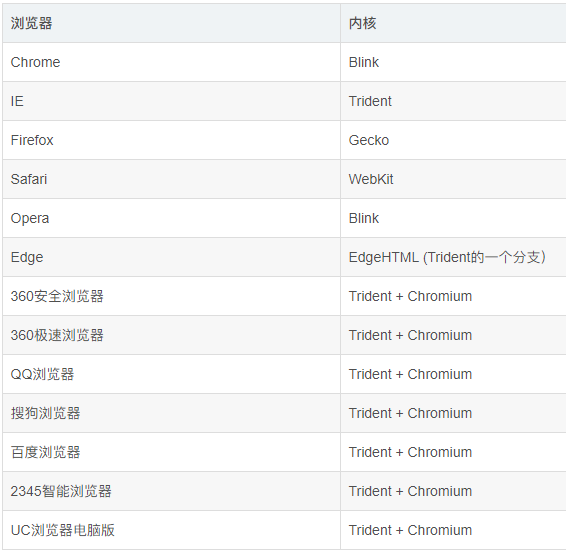 浏览器 内核
Chrome Blink
IE Trident
Firefox Gecko
Safari WebKit
Opera Blink
Edge EdgeHTML (Trident的一个分支）
360安全浏览器 Trident + Chromium
360极速浏览器 Trident + Chromium
QQ浏览器 Trident + Chromium
搜狗浏览器 Trident + Chromium
百度浏览器 Trident + Chromium
2345智能浏览器 Trident + Chromium
UC浏览器电脑版 Trident + Chromium